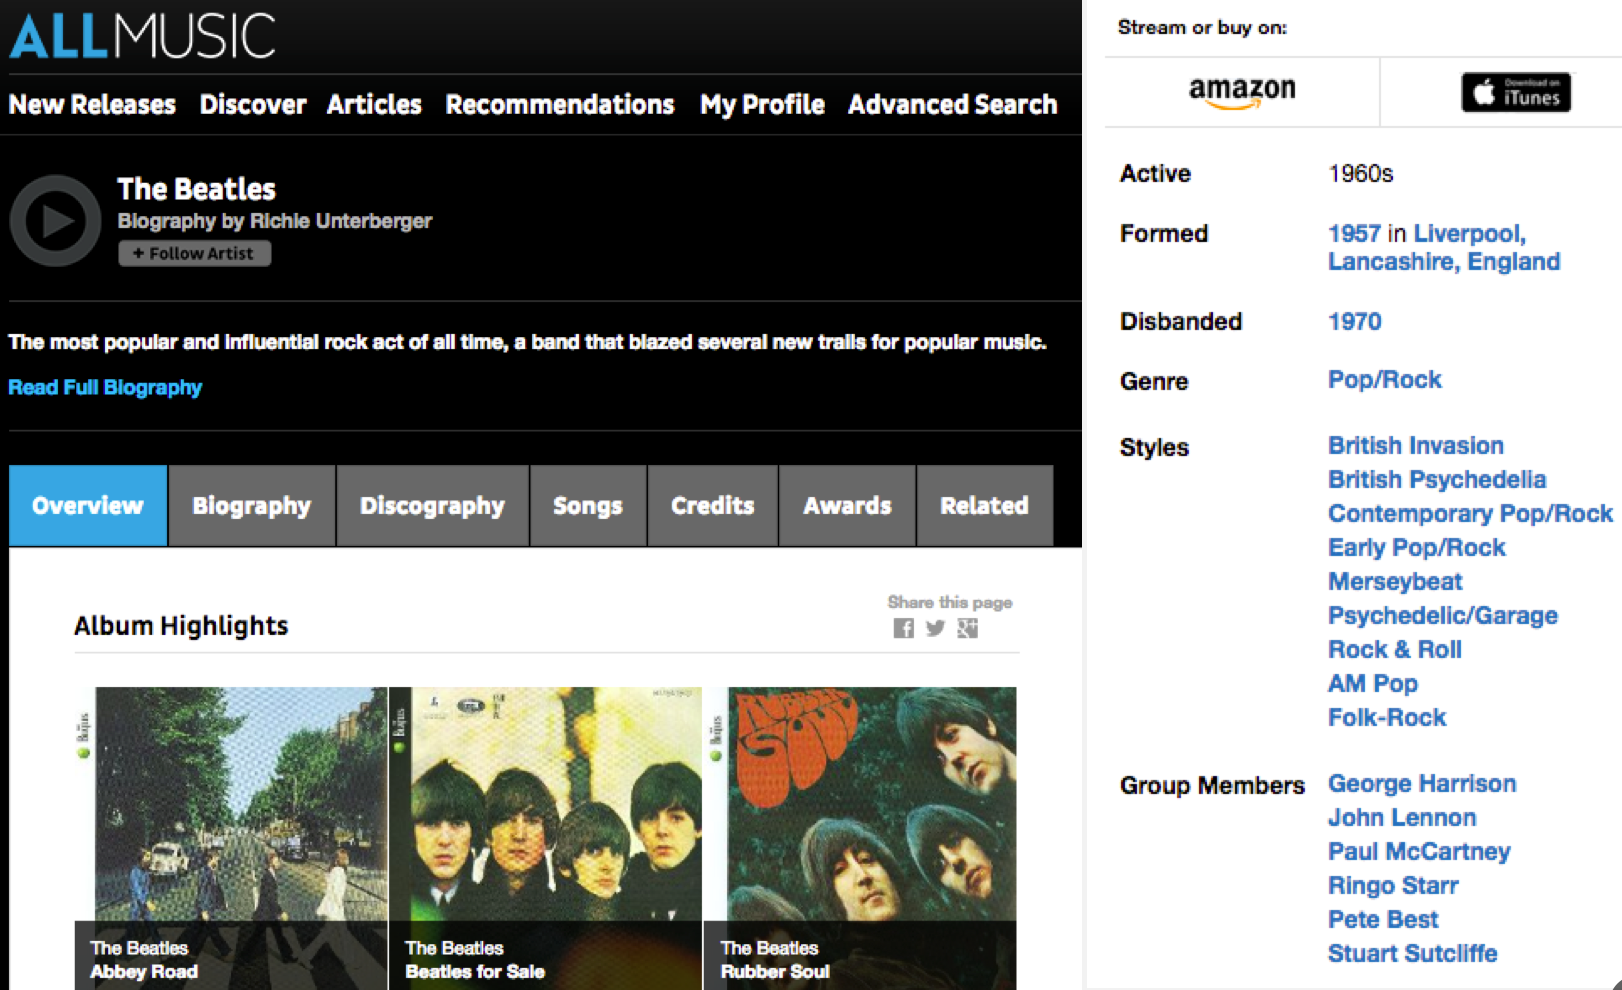 ALLMUSIC
New Releases Discover Articles Recommendations My Profile Advanced Search
The Beatles
Biography by Richie Unterberger
+ Follow Artist
The most popular and influential rock act of all time, a band that blazed several new trails for popular music.
Read Full Biography
Overview Biography Discography Songs Credits Awards Related
Album Highlights
Share this page
RUBBER
SOUL
The Beatles
Abbey Road
The Beatles
Beatles for Sale
The Beatles
Rubber Soul
Stream or buy on:
amazon
Download on
iTunes
Active 1960s
Formed 1957 in Liverpool,
Lancashire, England
Disbanded 1970
Genre Pop/Rock
Styles British Invasion
British Psychedelia
Contemporary Pop/Rock
Early Pop/Rock
Merseybeat
Psychedelic/Garage
Rock & Roll
AM Pop
Folk-Rock
Group Members George Harrison
John Lennon
Paul McCartney
Ringo Starr
Pete Best
Stuart Sutcliffe